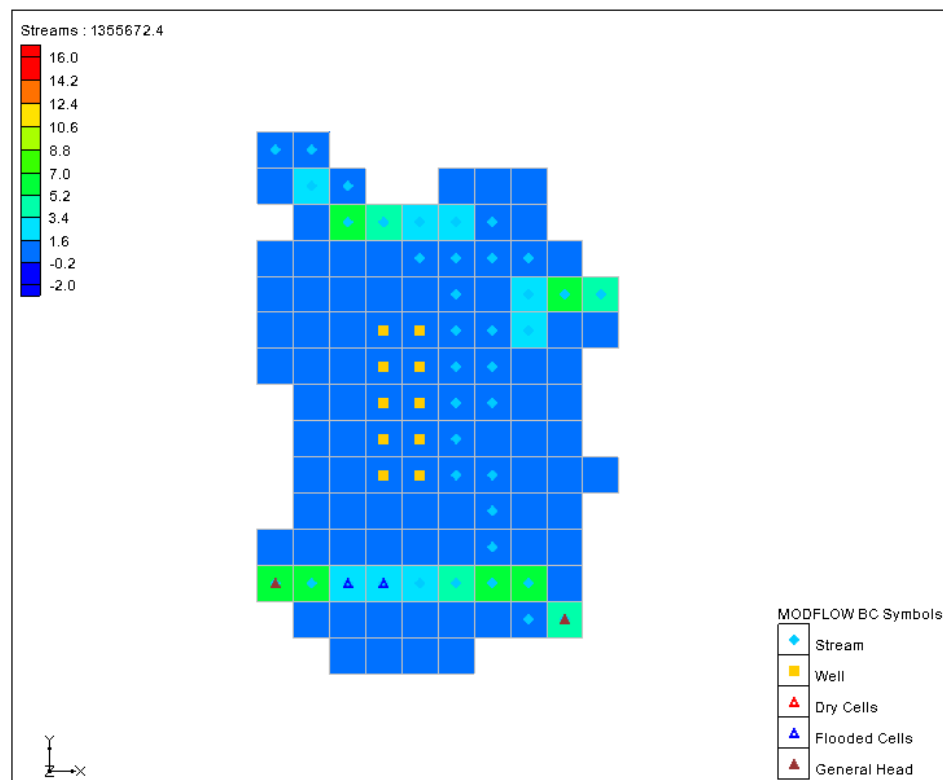 Streams : 1355672.4
16.0
14.2
12.4
10.6
8.8
7.0
5.2
3.4
1.6
-0.2
-2.0
MODFLOW BC Symbols
Stream
Well
Dry Cells
Flooded Cells
General Head
Y
Z
X